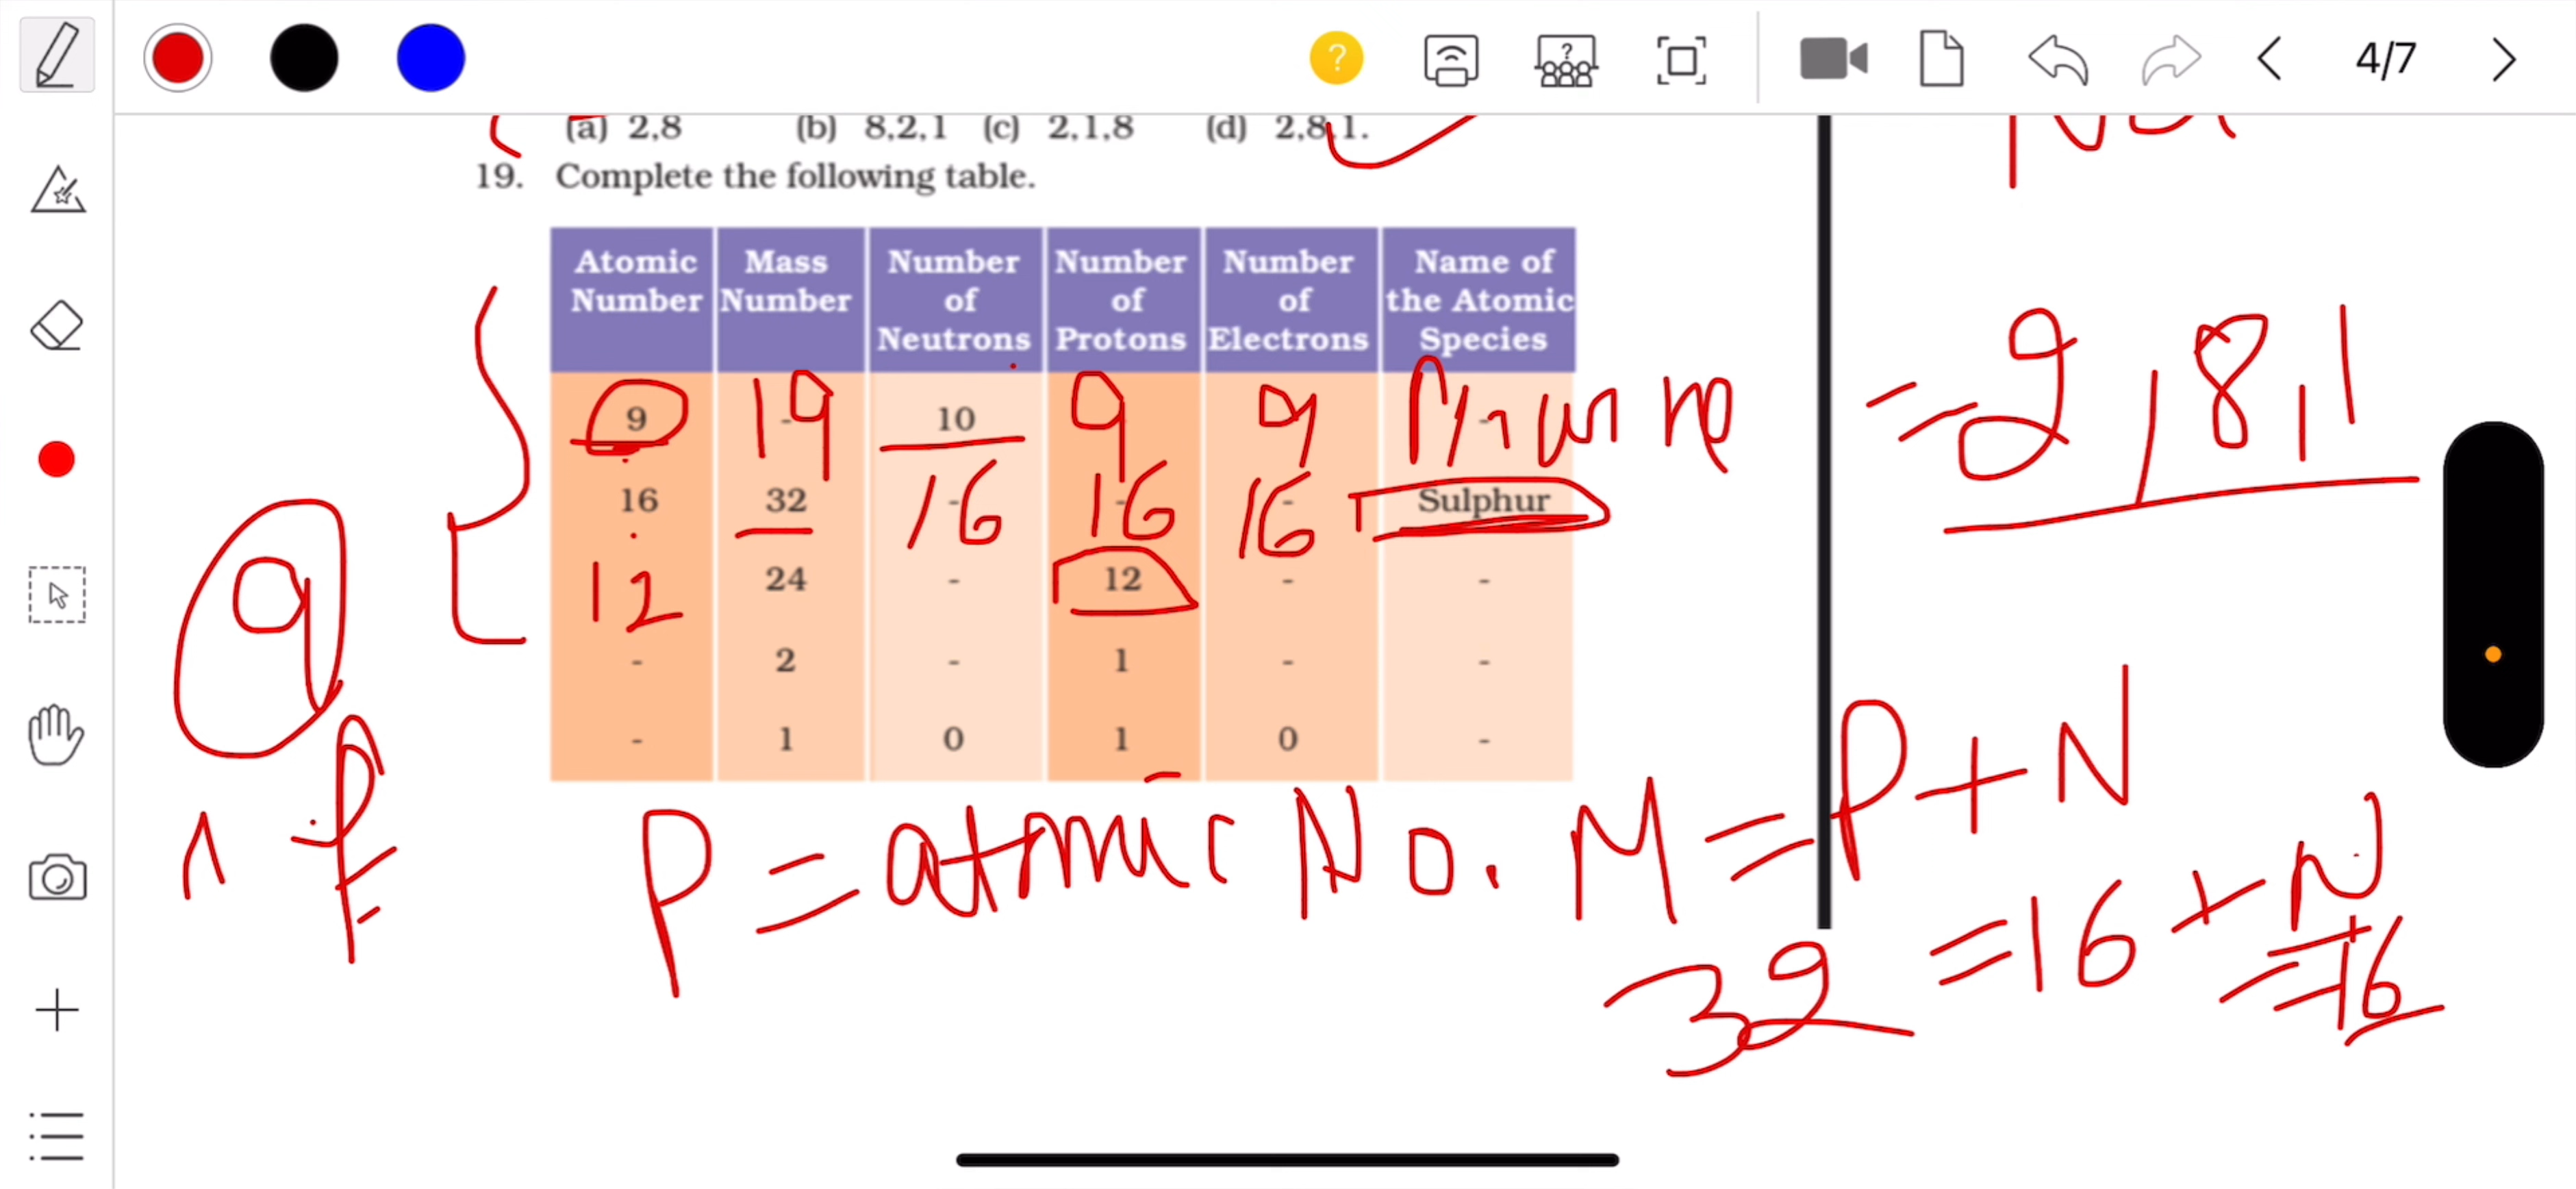 4/7
(a) 2,8 (b) 8,2,1 (c) 2,1,8 (d) 2,8,1.
19. Complete the following table.
Atomic Number Mass Number Number of Neutrons Number of Protons Number of Electrons Name of the Atomic Species
9 19 10 9 9
16 32 16 16 16 Sulphur
12 24 - 12 - -
- 2 - 1 - -
- 1 0 1 0 -
= 2,8,1
9
P = atomic No. M = P + N
32 = 16 + N
= 16